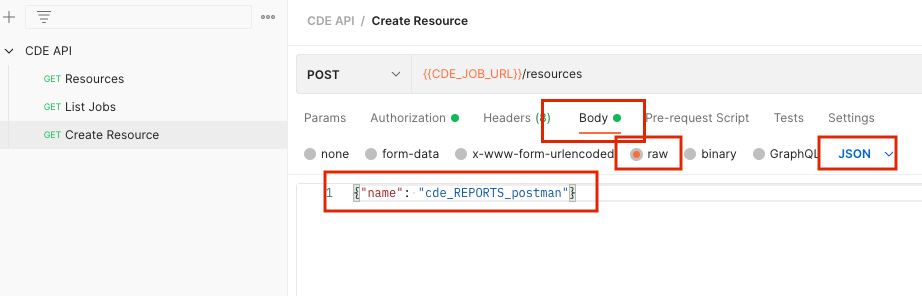 CDE API / Create Resource
CDE API
GET Resources
GET List Jobs
GET Create Resource
POST {{CDE_JOB_URL}}/resources
Params Authorization Headers (8) Body Pre-request Script Tests Settings
none form-data x-www-form-urlencoded raw binary GraphQL JSON
1 {"name": "cde_REPORTS_postman"}